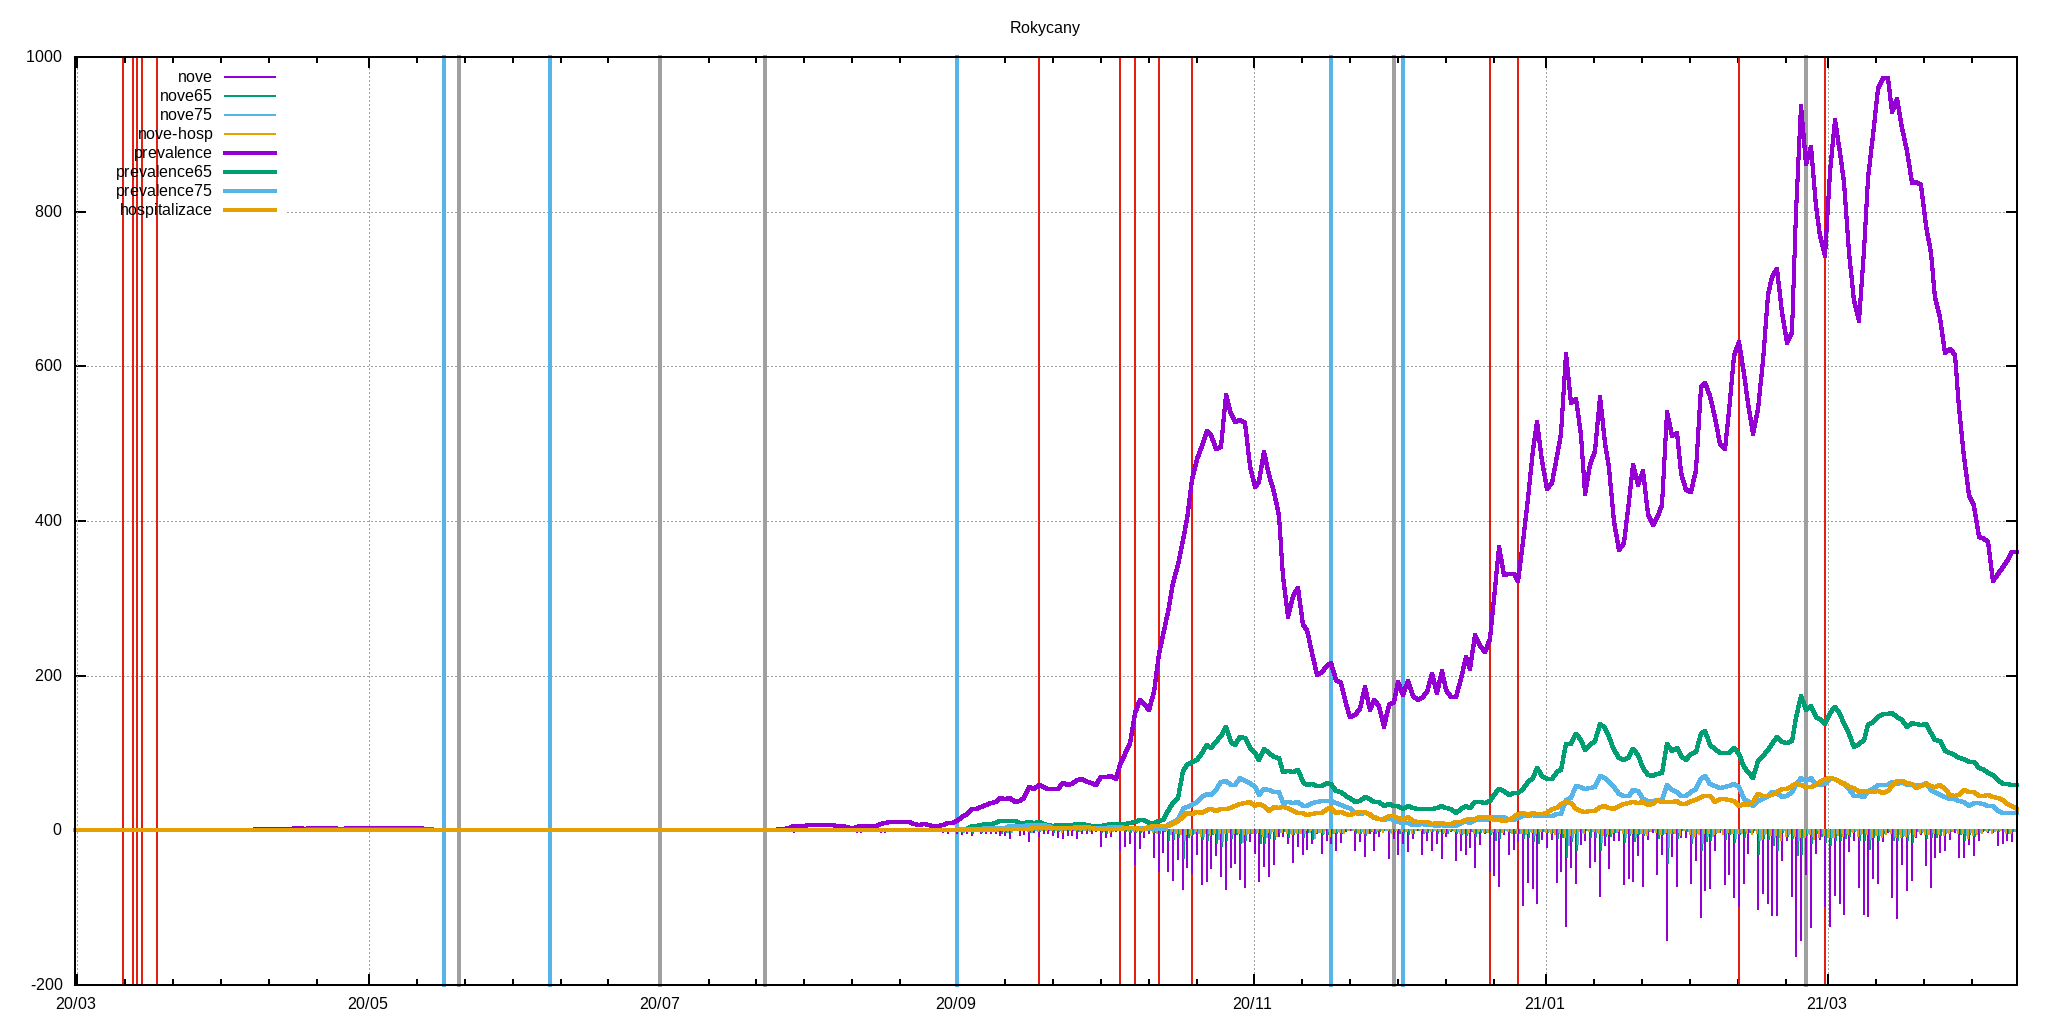 Rokycany
1000
nove
nove65
nove75
nove-hosp
prevalence
prevalence65
prevalence75
hospitalizace
800
600
400
200
0
-200
20/03 20/05 20/07 20/09 20/11 21/01 21/03